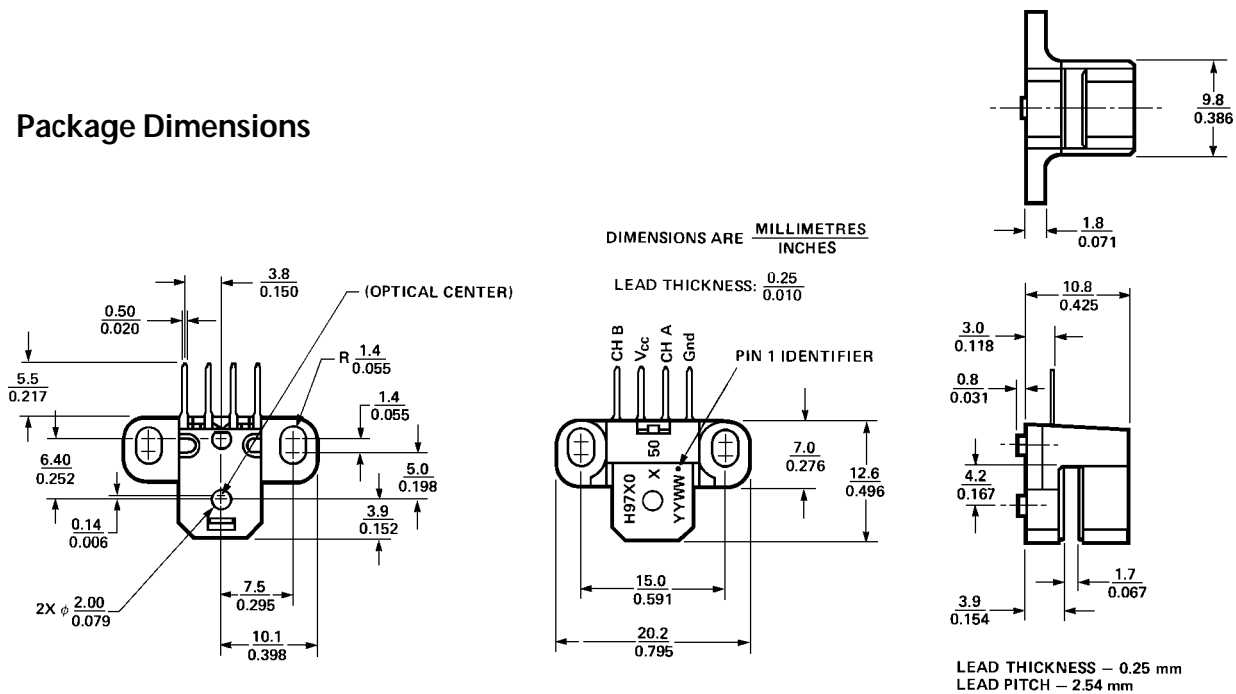 Package Dimensions
9.8
0.386
1.8
0.071
DIMENSIONS ARE MILLIMETRES
INCHES
LEAD THICKNESS: 0.25
0.010
3.8
0.150
(OPTICAL CENTER)
0.50
0.020
R 1.4
0.055
5.5
0.217
1.4
0.055
6.40
0.252
5.0
0.198
0.14
0.006
3.9
0.152
2X ϕ 2.00
0.079
7.5
0.295
10.1
0.398
CH B
Vcc
CH A
Gnd
PIN 1 IDENTIFIER
H97X0
X 50
YYWW
7.0
0.276
12.6
0.496
15.0
0.591
20.2
0.795
10.8
0.425
3.0
0.118
0.8
0.031
4.2
0.167
1.7
0.067
3.9
0.154
LEAD THICKNESS – 0.25 mm
LEAD PITCH – 2.54 mm